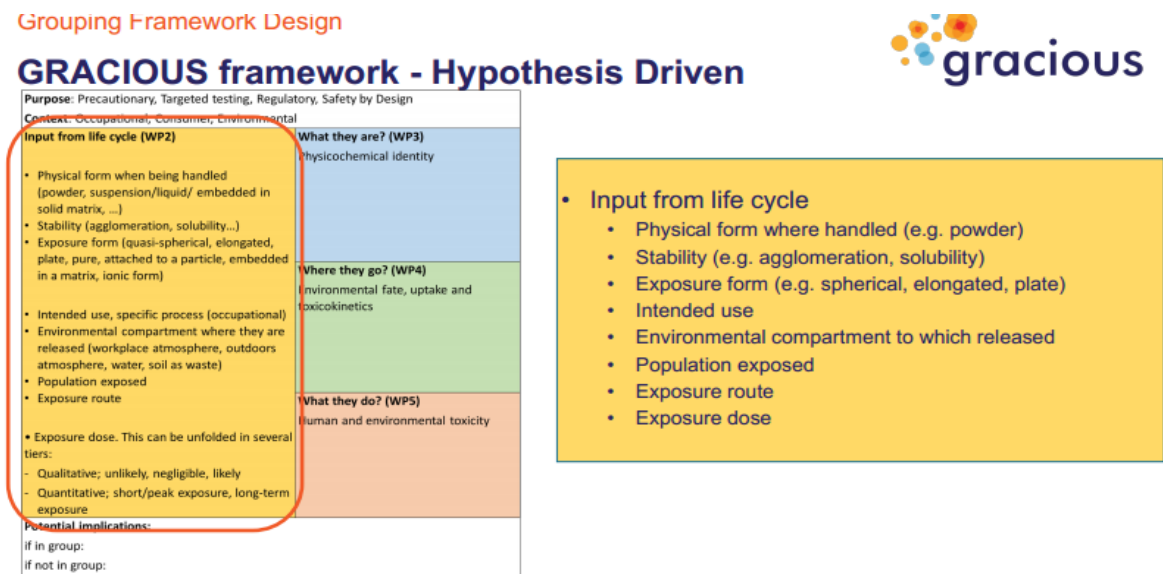 Grouping Framework Design
gracious
GRACIOUS framework - Hypothesis Driven
Purpose: Precautionary, Targeted testing, Regulatory, Safety by Design
Context: Occupational, Consumer, Environmental
Input from life cycle (WP2)
• Physical form when being handled
(powder, suspension/liquid/ embedded in
solid matrix, ...)
• Stability (agglomeration, solubility...)
• Exposure form (quasi-spherical, elongated,
plate, pure, attached to a particle, embedded
in a matrix, ionic form)
• Intended use, specific process (occupational)
• Environmental compartment where they are
released (workplace atmosphere, outdoors
atmosphere, water, soil as waste)
• Population exposed
• Exposure route
• Exposure dose. This can be unfolded in several
tiers:
- Qualitative; unlikely, negligible, likely
- Quantitative; short/peak exposure, long-term
exposure
What they are? (WP3)
Physicochemical identity
Where they go? (WP4)
Environmental fate, uptake and
toxicokinetics
What they do? (WP5)
Human and environmental toxicity
Potential implications:
if in group:
if not in group:
• Input from life cycle
• Physical form where handled (e.g. powder)
• Stability (e.g. agglomeration, solubility)
• Exposure form (e.g. spherical, elongated, plate)
• Intended use
• Environmental compartment to which released
• Population exposed
• Exposure route
• Exposure dose